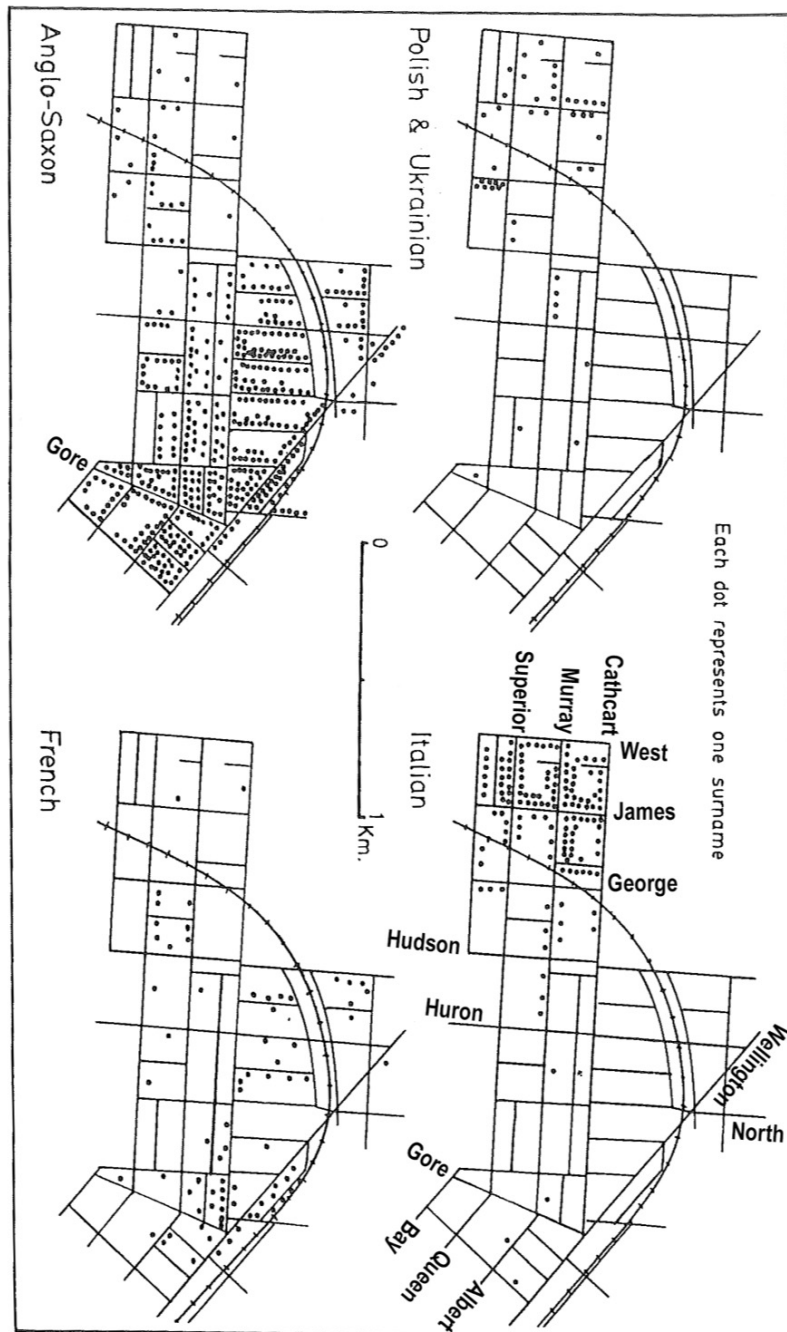 Anglo-Saxon
Gore
Polish & Ukrainian
Each dot represents one surname
0
1
Km.
French
Italian
Superior
Murray
Cathcart
West
James
George
Hudson
Huron
Wellington
North
Gore
Bay
Queen
Albert